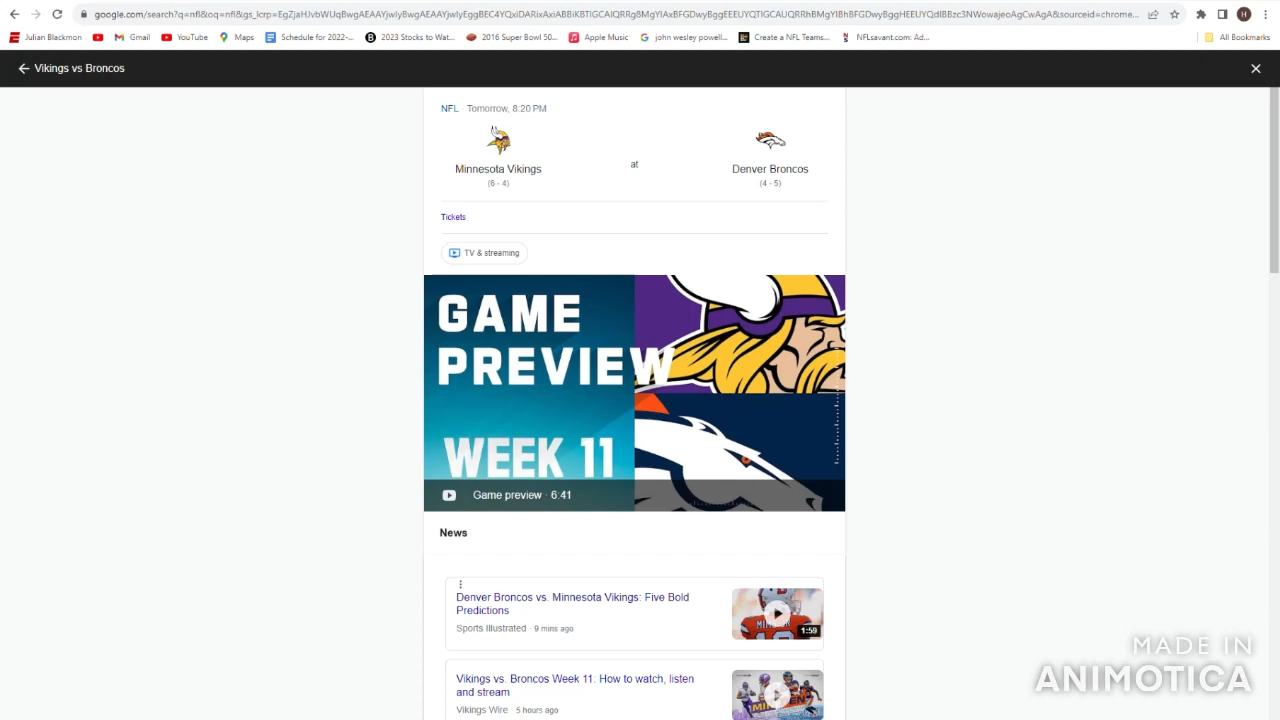 google.com/search?q=nfl&oq=nfl&gs_lcrp=
Julian Blackmon
Gmail
YouTube
Maps
Schedule for 2022-...
2023 Stocks to Wat...
2016 Super Bowl 50...
Apple Music
john wesley powell...
Create a NFL Teams...
NFLsavant.com: Ad...
All Bookmarks
Vikings vs Broncos
NFL · Tomorrow, 8:20 PM
Minnesota Vikings
(6 - 4)
at
Denver Broncos
(4 - 5)
Tickets
TV & streaming
GAME
PREVIEW
WEEK 11
Game preview · 6:41
News
Denver Broncos vs. Minnesota Vikings: Five Bold
Predictions
Sports Illustrated · 9 mins ago
1:59
Vikings vs. Broncos Week 11: How to watch, listen
and stream
Vikings Wire · 5 hours ago
MADE IN
ANIMOTICA